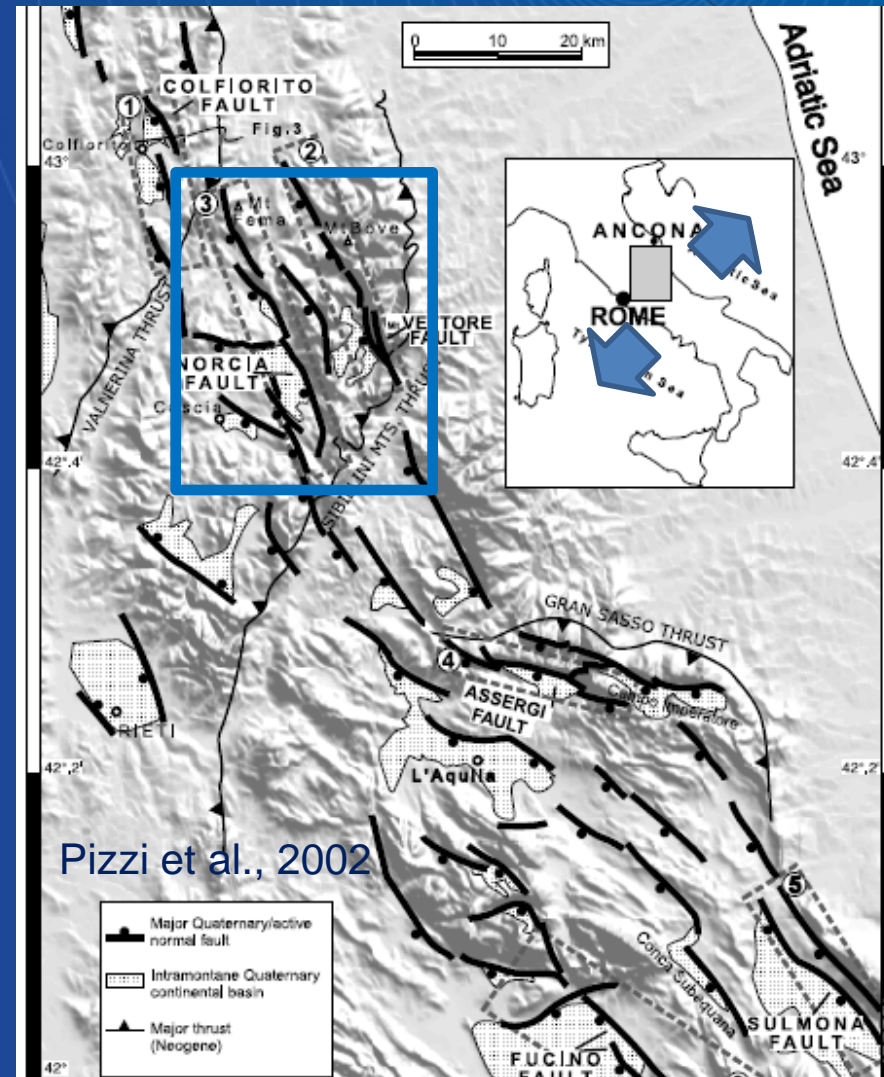 0 10 20 km
Adriatic Sea
COLFIORITO
FAULT
1
Fig.3
Colfiorito
2
43°
43°
3
Mt
Fema
Mt Bove
ANCONA
ROME
VETTORE
FAULT
VALNERINA THRUST
NORCIA
FAULT
Cascia
SIBILLINI MTS. THRUST
42°,4'
42°,4'
GRAN SASSO THRUST
4
ASSERGI
FAULT
Campo Imperatore
RIETI
L'Aquila
42°,2'
42°,2'
Pizzi et al., 2002
5
Major Quaternary/active
normal fault
Intramontane Quaternary
continental basin
Major thrust
(Neogene)
Conca Subequana
SULMONA
FAULT
FUCINO
FAULT
42°